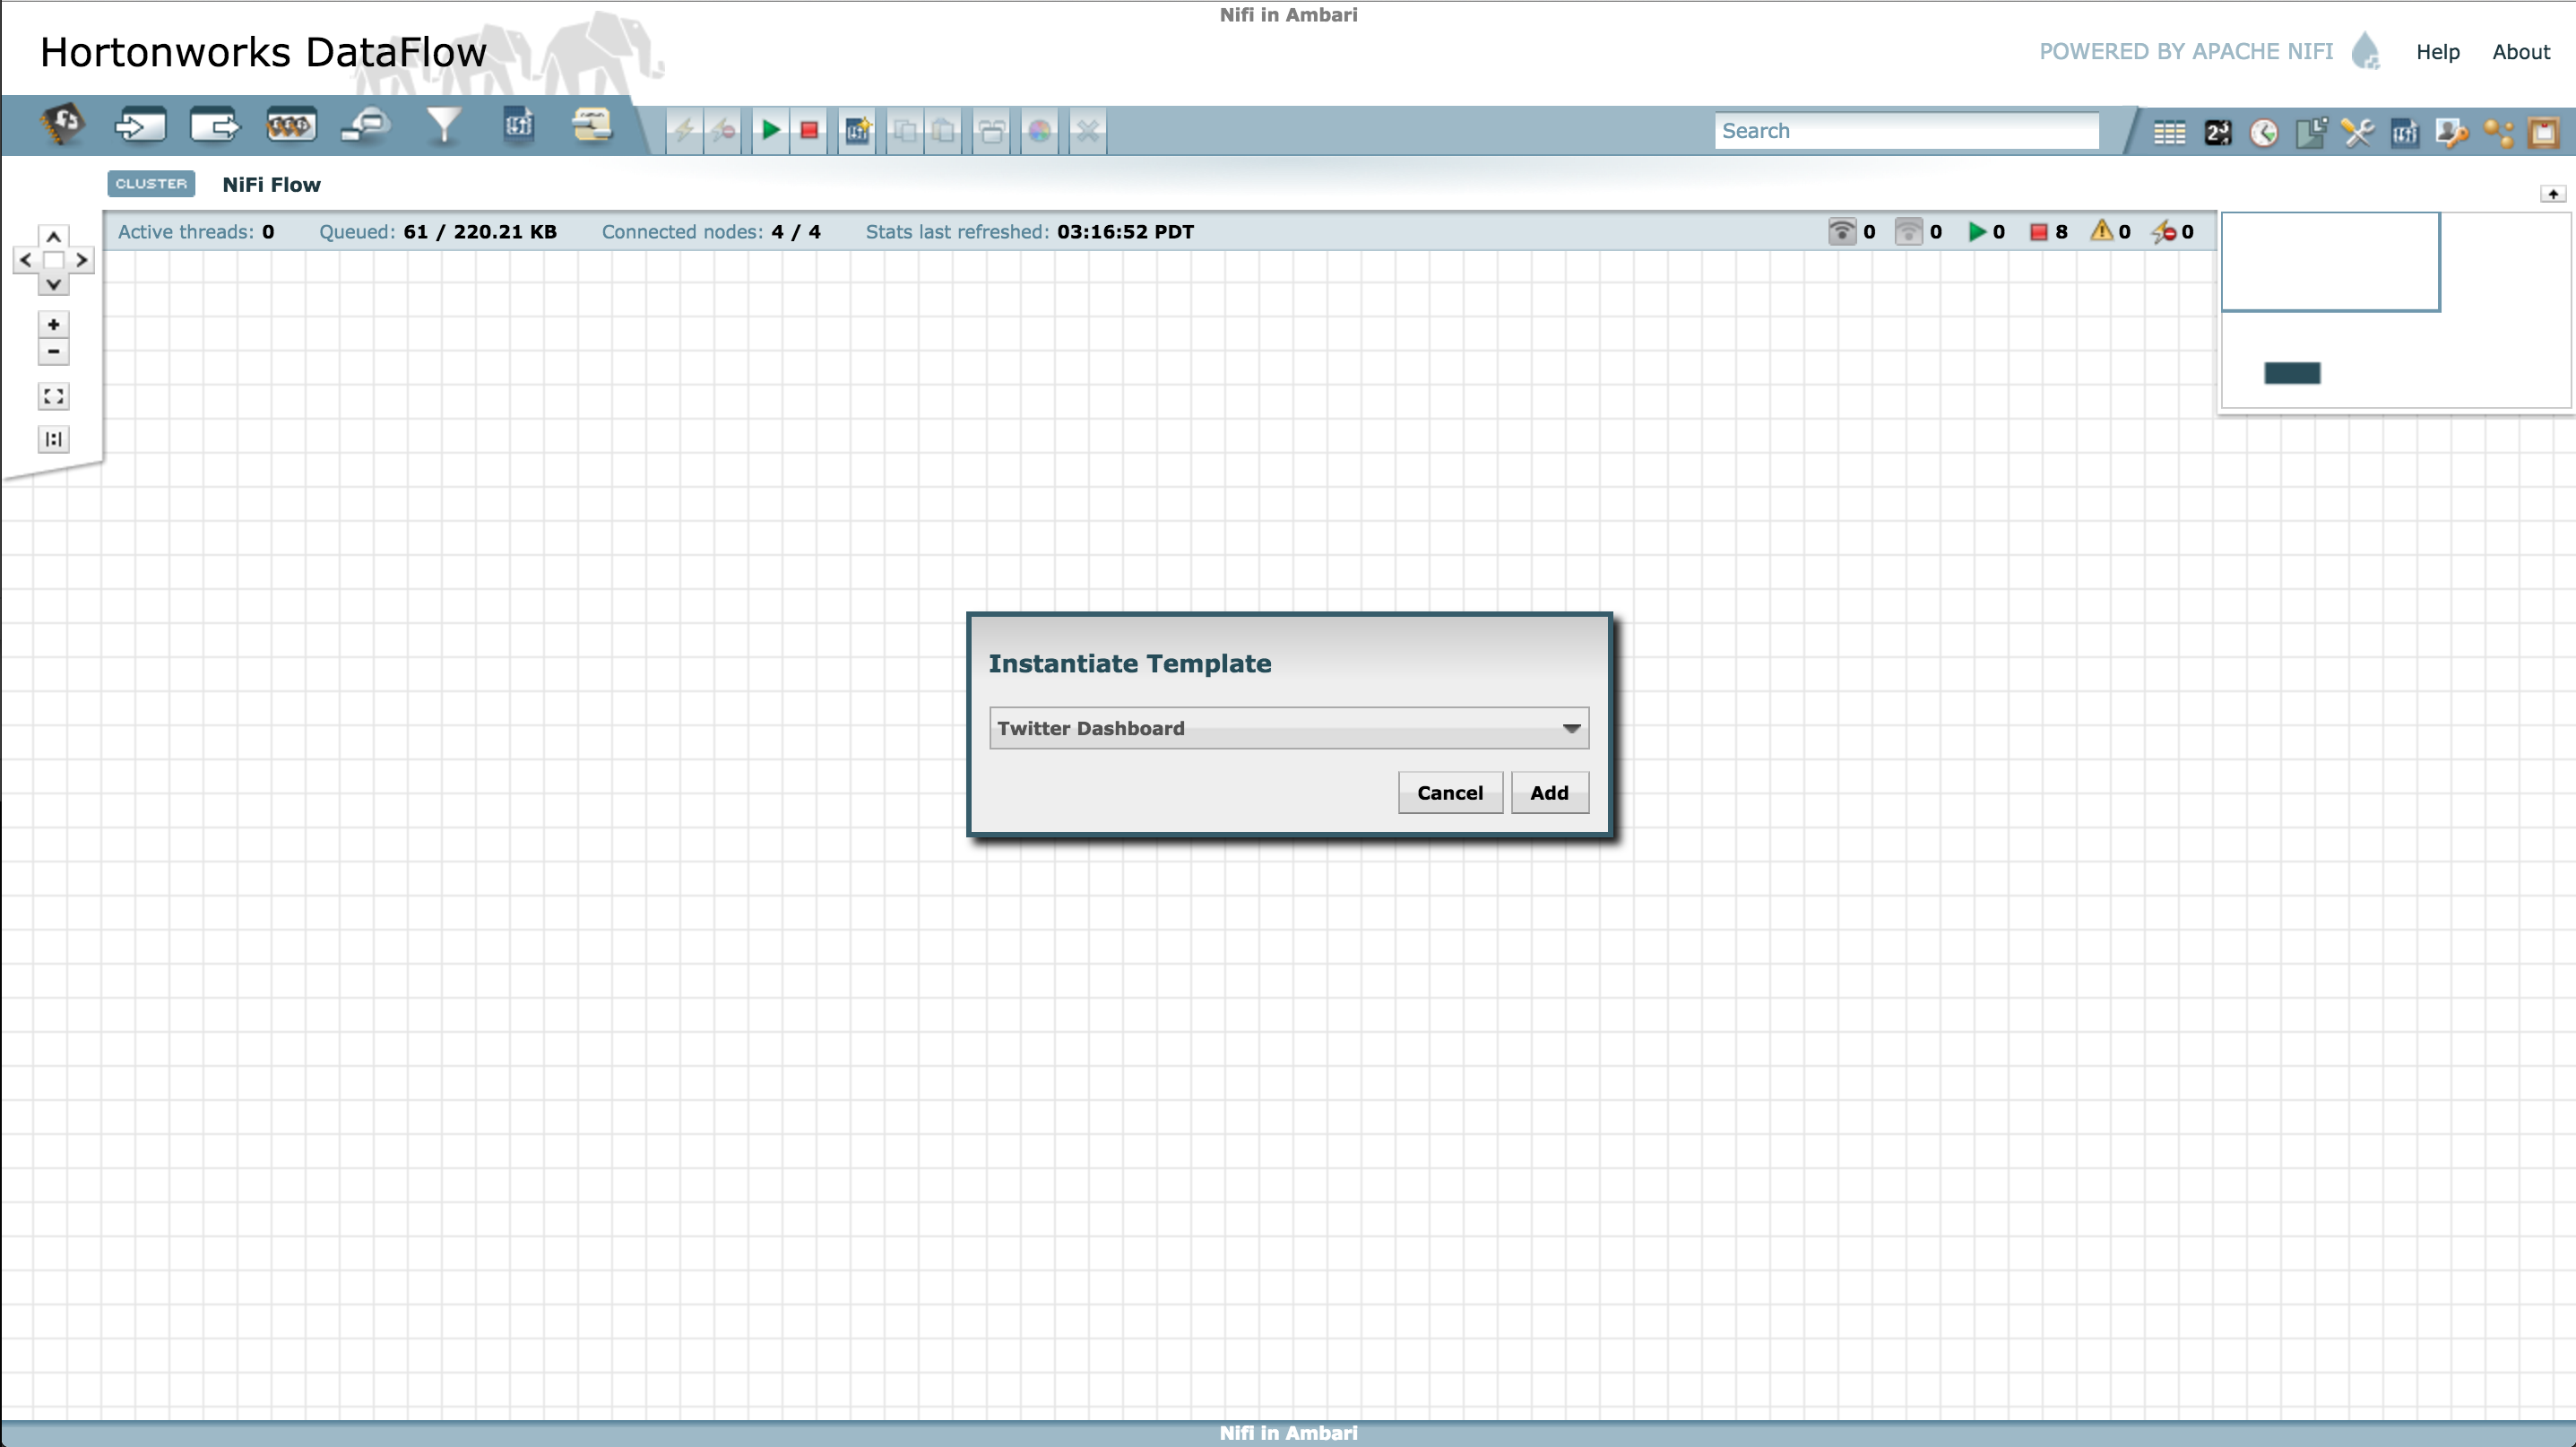 Nifi in Ambari
Hortonworks DataFlow
POWERED BY APACHE NIFI
Help
About
Search
CLUSTER
NiFi Flow
Active threads: 0
Queued: 61 / 220.21 KB
Connected nodes: 4 / 4
Stats last refreshed: 03:16:52 PDT
0
0
0
8
0
0
Instantiate Template
Twitter Dashboard
Cancel
Add
Nifi in Ambari